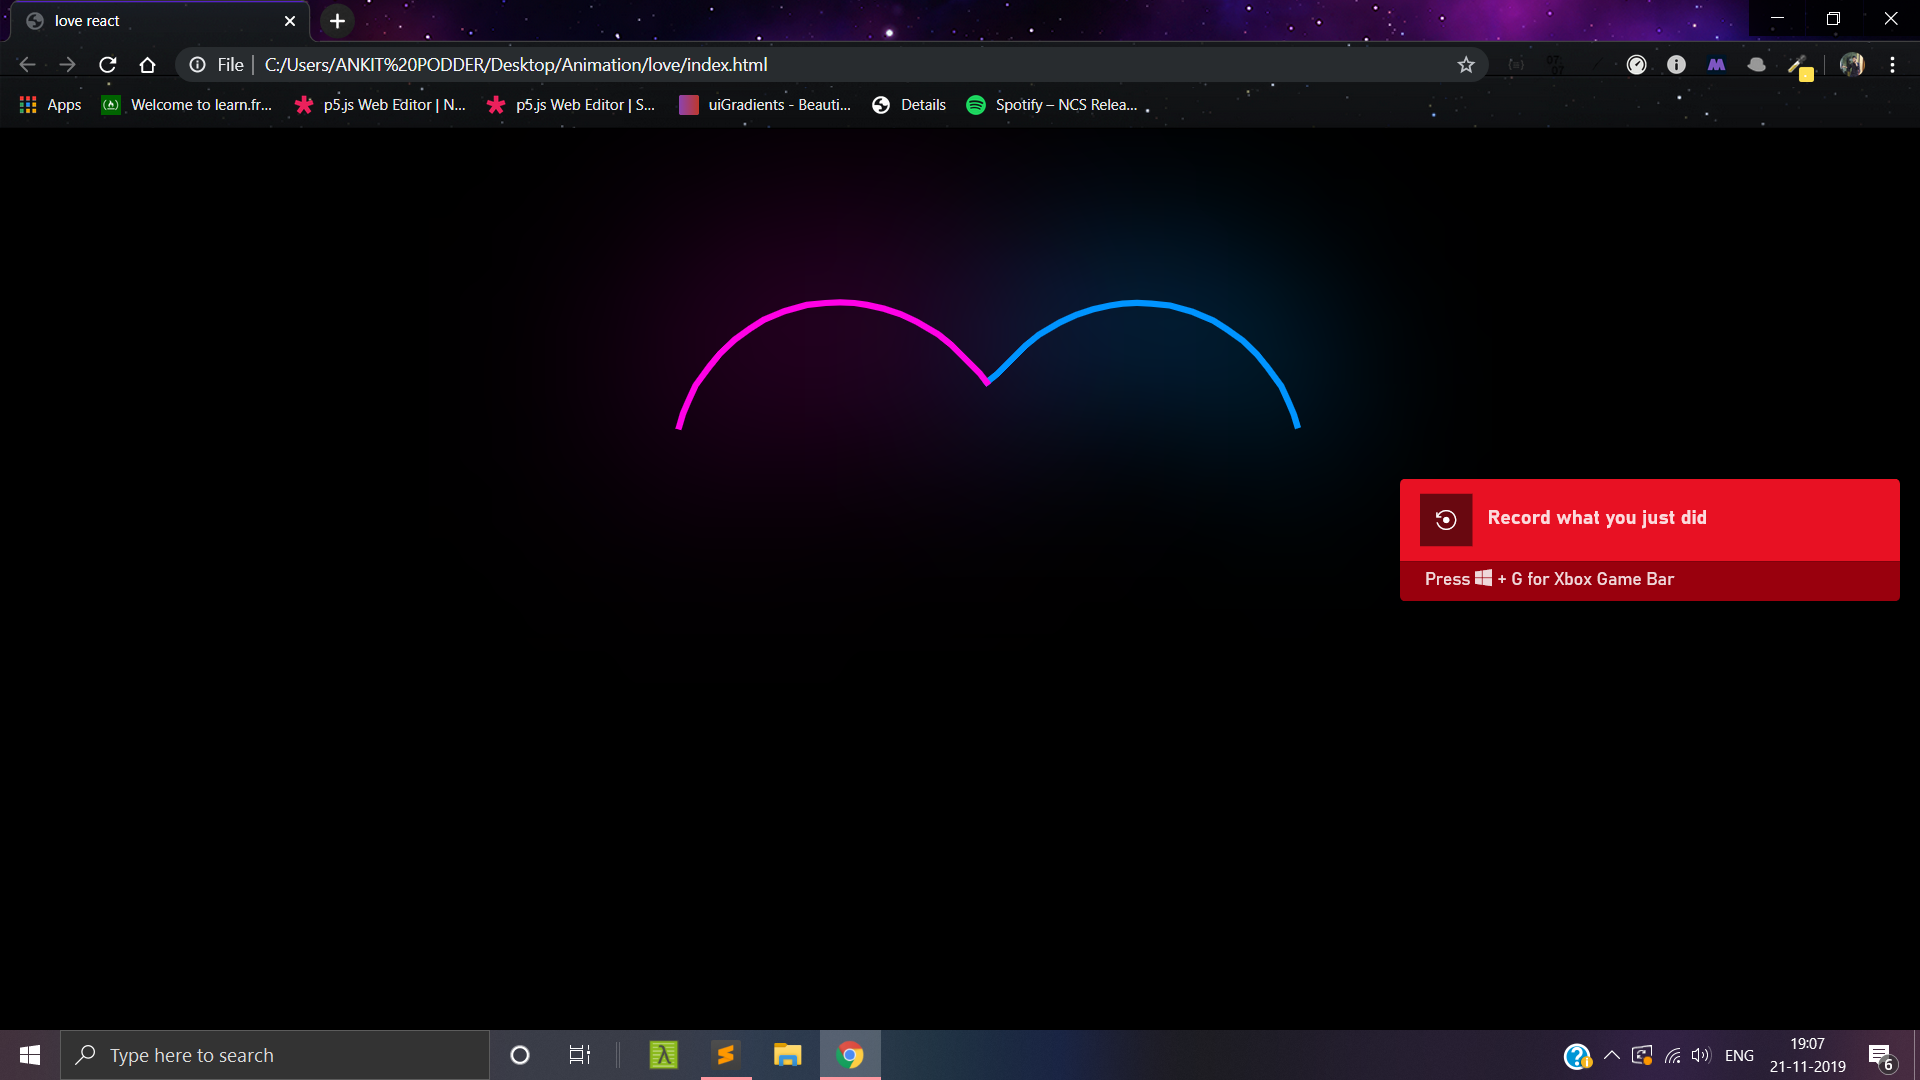 love react
File
C:/Users/ANKIT%20PODDER/Desktop/Animation/love/index.html
Apps
Welcome to learn.fr...
p5.js Web Editor | N...
p5.js Web Editor | S...
uiGradients - Beauti...
Details
Spotify – NCS Relea...
Record what you just did
Press + G for Xbox Game Bar
Type here to search
ENG
19:07
21-11-2019
6